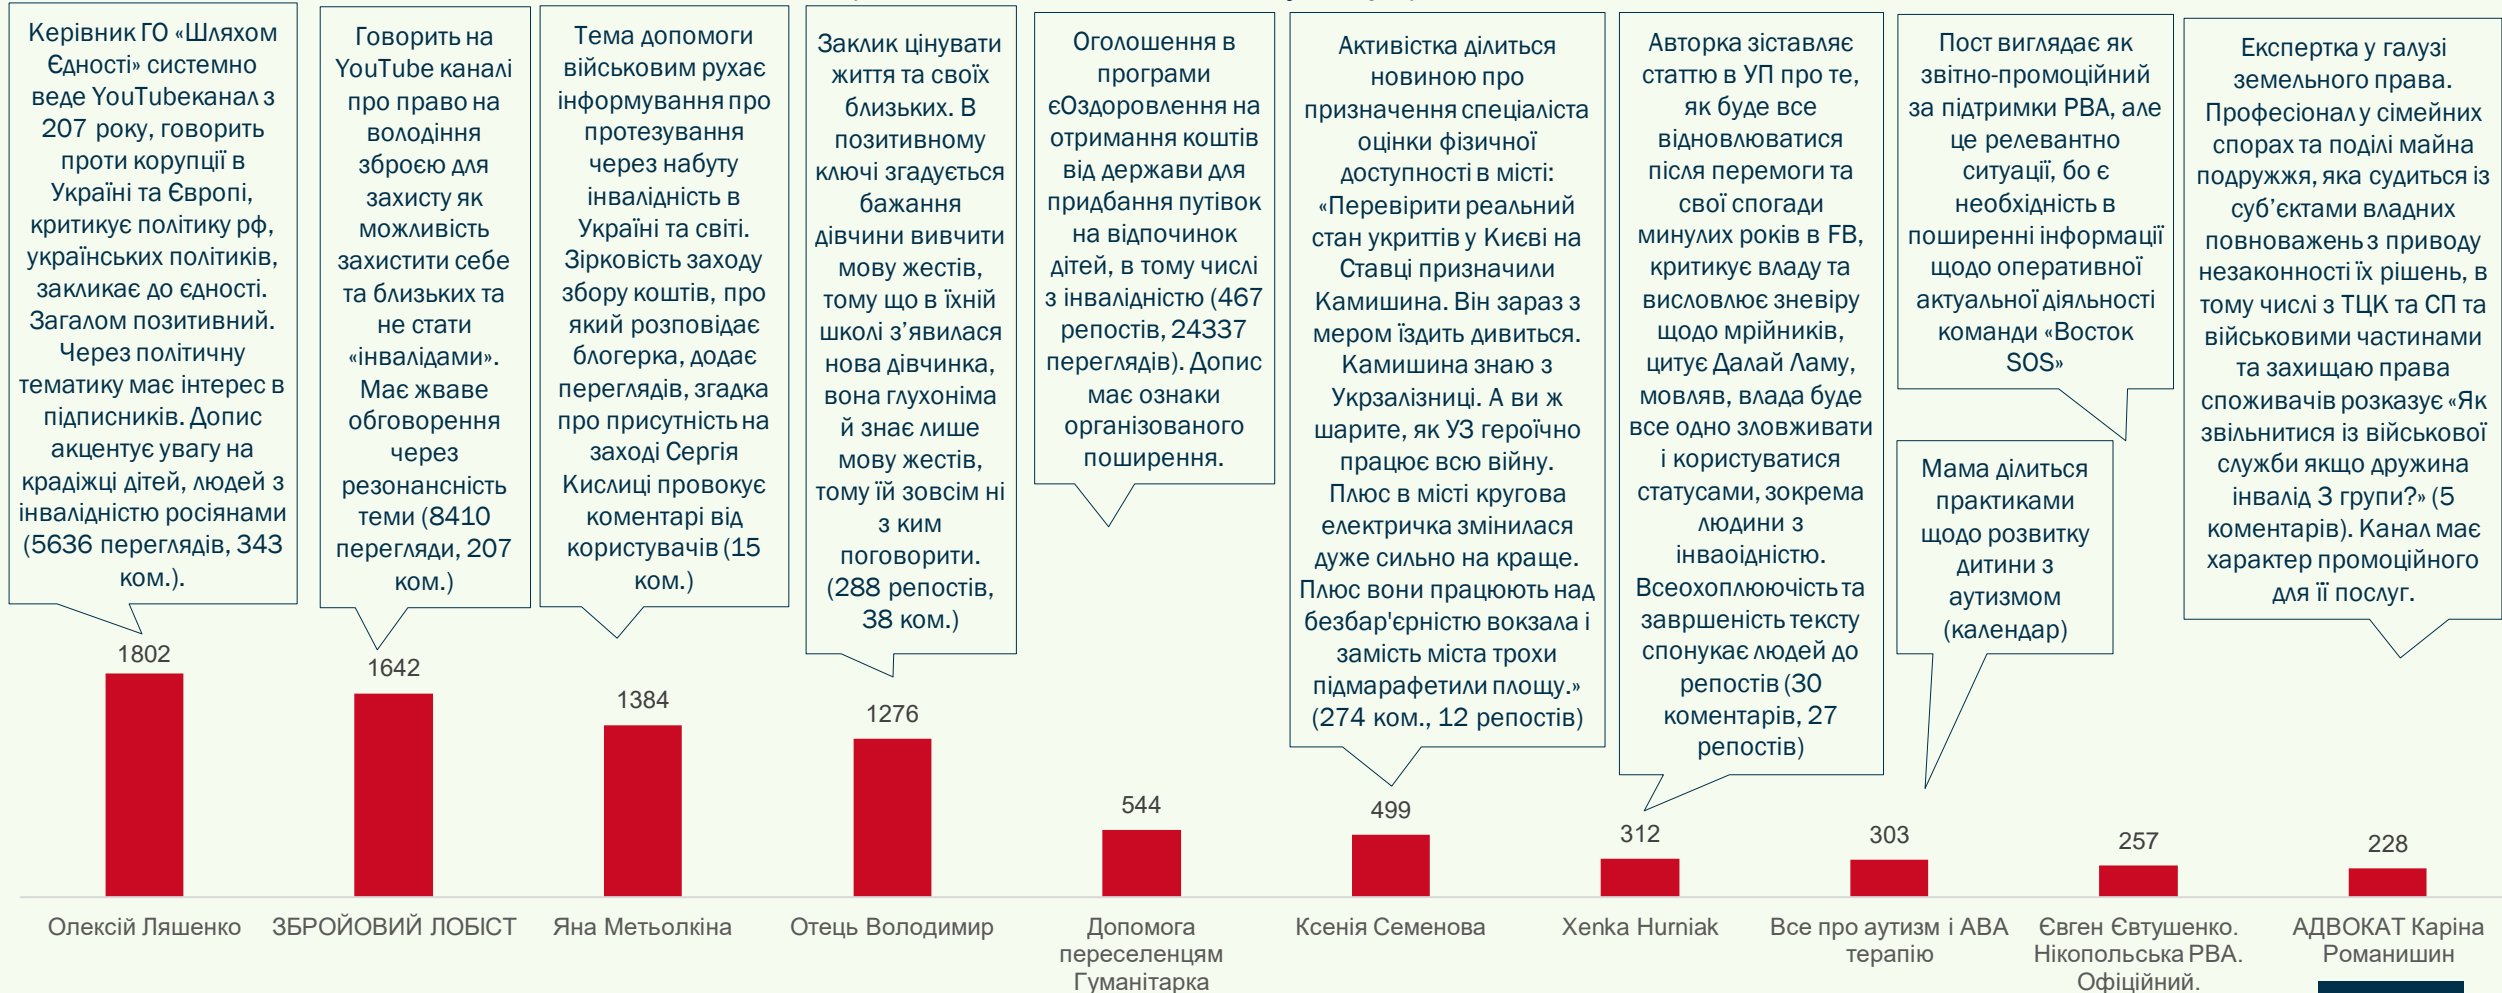 Керівник ГО «Шляхом
Єдності» системно
веде YouTubeканал з
207 року, говорить
проти корупції в
Україні та Європі,
критикує політику рф,
українських політиків,
закликає до єдності.
Загалом позитивний.
Через політичну
тематику має інтерес в
підписників. Допис
акцентує увагу на
крадіжці дітей, людей з
інвалідністю росіянами
(5636 переглядів, 343
ком.).
Говорить на
YouTube каналі
про право на
володіння
зброєю для
захисту як
можливість
захистити себе
та близьких та
не стати
«інвалідами».
Має жваве
обговорення
через
резонансність
теми (8410
перегляди, 207
ком.)
Тема допомоги
військовим рухає
інформування про
протезування
через набуту
інвалідність в
Україні та світі.
Зірковість заходу
збору коштів, про
який розповідає
блогерка, додає
переглядів, згадка
про присутність на
заході Сергія
Кислиці провокує
коментарі від
користувачів (15
ком.)
Заклик цінувати
життя та своїх
близьких. В
позитивному
ключі згадується
бажання
дівчини вивчити
мову жестів,
тому що в їхній
школі з’явилася
нова дівчинка,
вона глухоніма
й знає лише
мову жестів,
тому їй зовсім ні
з ким
поговорити.
(288 репостів,
38 ком.)
Оголошення в
програми
єОздоровлення на
отримання коштів
від держави для
придбання путівок
на відпочинок
дітей, в тому числі
з інвалідністю (467
репостів, 24337
переглядів). Допис
має ознаки
організованого
поширення.
Активістка ділиться
новиною про
призначення спеціаліста
оцінки фізичної
доступності в місті:
«Перевірити реальний
стан укриттів у Києві на
Ставці призначили
Камишина. Він зараз з
мером їздить дивиться.
Камишина знаю з
Укрзалізниці. А ви ж
шарите, як УЗ героїчно
працює всю війну.
Плюс в місті кругова
електричка змінилася
дуже сильно на краще.
Плюс вони працюють над
безбар'єрністю вокзала і
замість міста трохи
підмарафетили площу.»
(274 ком., 12 репостів)
Авторка зіставляє
статтю в УП про те,
як буде все
відновлюватися
після перемоги та
свої спогади
минулих років в FB,
критикує владу та
висловлює зневіру
щодо мрійників,
цитує Далай Ламу,
мовляв, влада буде
все одно зловживати
і користуватися
статусами, зокрема
людини з
інваоідністю.
Всеохоплюючість та
завршеність тексту
спонукає людей до
репостів (30
коментарів, 27
репостів)
Пост виглядає як
звітно-промоційний
за підтримки РВА, але
це релевантно
ситуації, бо є
необхідність в
поширенні інформації
щодо оперативної
актуальної діяльності
команди «Восток
SOS»
Мама ділиться
практиками
щодо розвитку
дитини з
аутизмом
(календар)
Експертка у галузі
земельного права.
Професіонал у сімейних
спорах та поділі майна
подружжя, яка судиться із
суб’єктами владних
повноважень з приводу
незаконності їх рішень, в
тому числі з ТЦК та СП та
військовими частинами
та захищаю права
споживачів розказує «Як
звільнитися із військової
служби якщо дружина
інвалід 3 групи?» (5
коментарів). Канал має
характер промоційного
для її послуг.
1802
1642
1384
1276
544
499
312
303
257
228
Олексій Ляшенко
ЗБРОЙОВИЙ ЛОБІСТ
Яна Метьолкіна
Отець Володимир
Допомога
переселенцям
Гуманітарка
Ксенія Семенова
Xenka Hurniak
Все про аутизм і АВА
терапію
Євген Євтушенко.
Нікопольська РВА.
Офіційний.
АДВОКАТ Каріна
Романишин